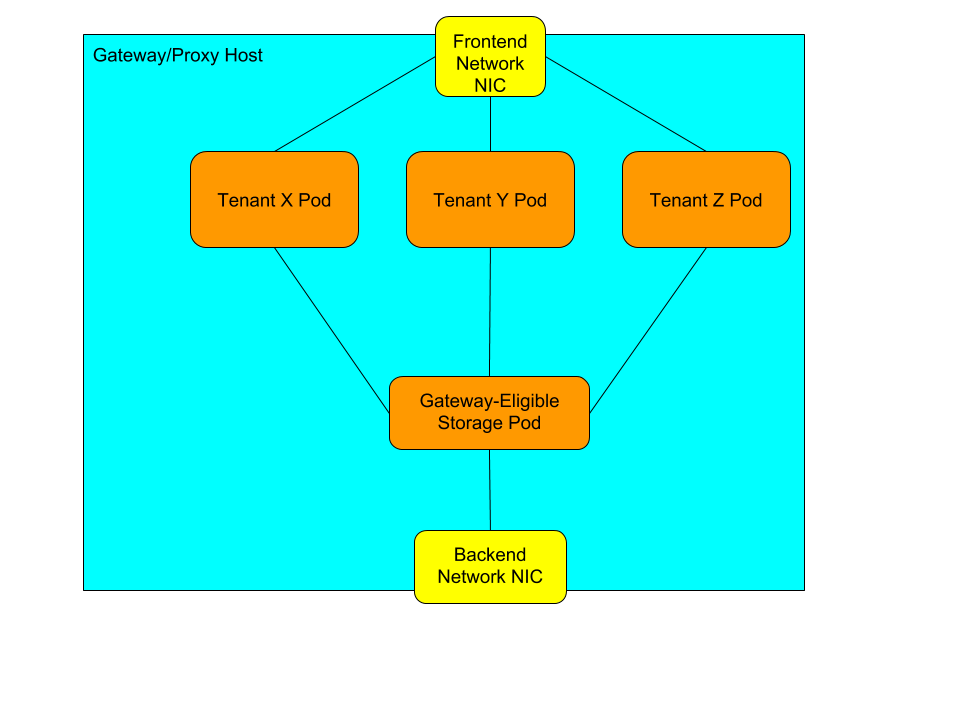 Gateway/Proxy Host
Frontend
Network
NIC
Tenant X Pod
Tenant Y Pod
Tenant Z Pod
Gateway-Eligible
Storage Pod
Backend
Network NIC